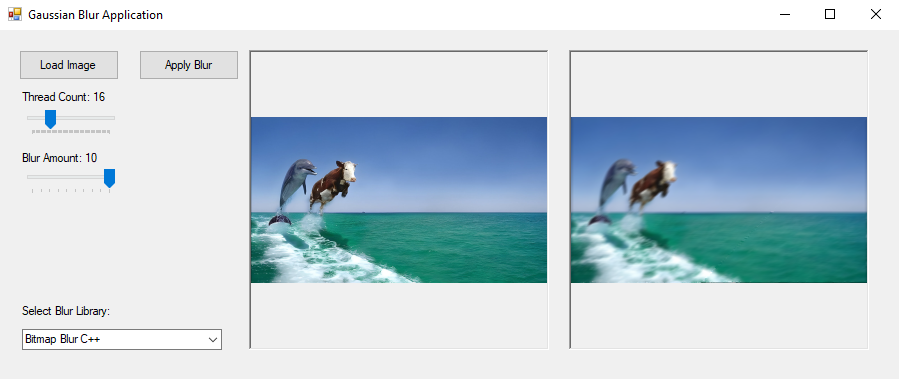 Gaussian Blur Application
Load Image
Apply Blur
Thread Count: 16
Blur Amount: 10
Select Blur Library:
Bitmap Blur C++